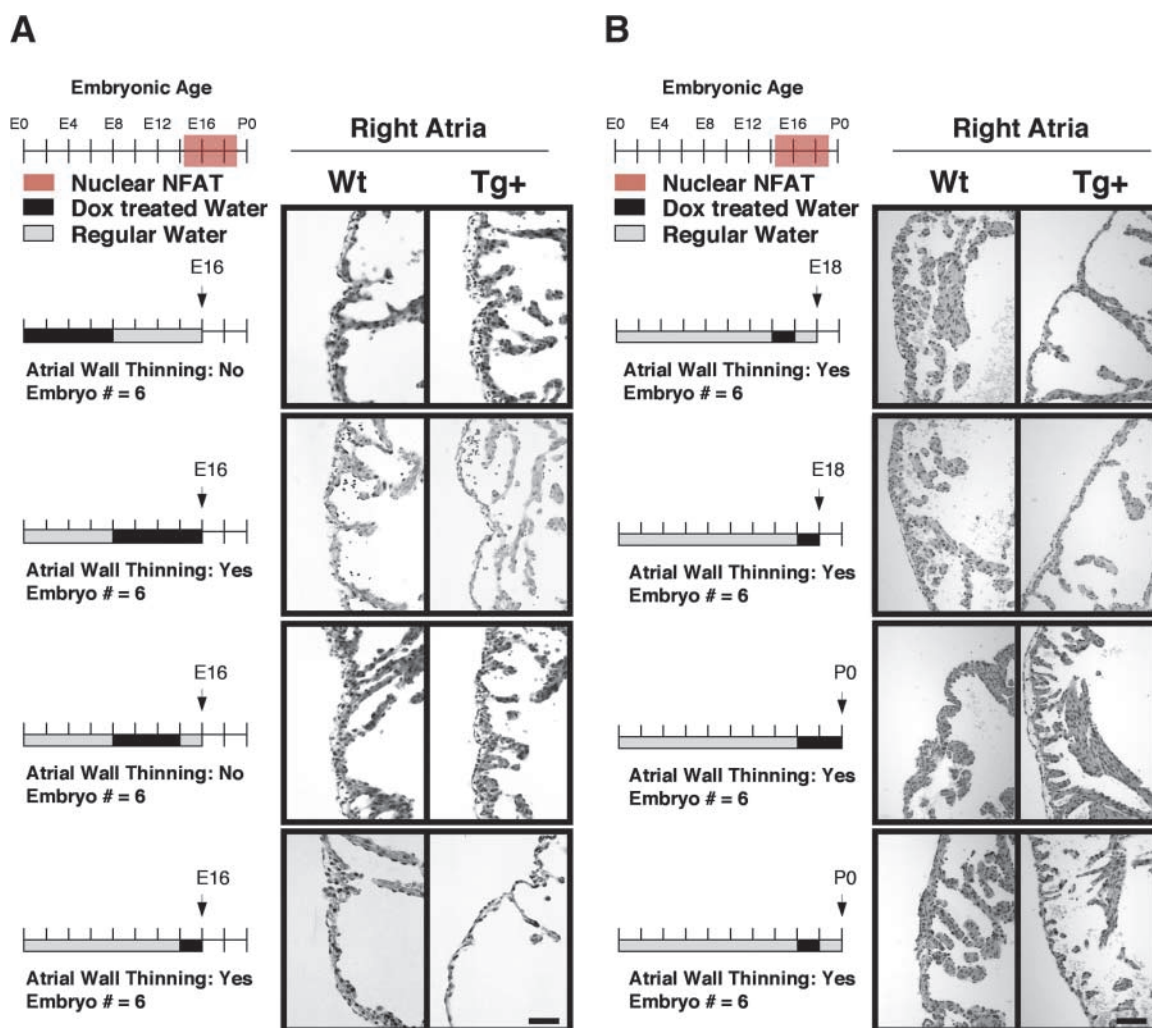 A
Embryonic Age
E0 E4 E8 E12 E16 P0
Nuclear NFAT
Dox treated Water
Regular Water
Right Atria
Wt Tg+
E16
Atrial Wall Thinning: No
Embryo # = 6
E16
Atrial Wall Thinning: Yes
Embryo # = 6
E16
Atrial Wall Thinning: No
Embryo # = 6
E16
Atrial Wall Thinning: Yes
Embryo # = 6
B
Embryonic Age
E0 E4 E8 E12 E16 P0
Nuclear NFAT
Dox treated Water
Regular Water
Right Atria
Wt Tg+
E18
Atrial Wall Thinning: Yes
Embryo # = 6
E18
Atrial Wall Thinning: Yes
Embryo # = 6
P0
Atrial Wall Thinning: Yes
Embryo # = 6
P0
Atrial Wall Thinning: Yes
Embryo # = 6